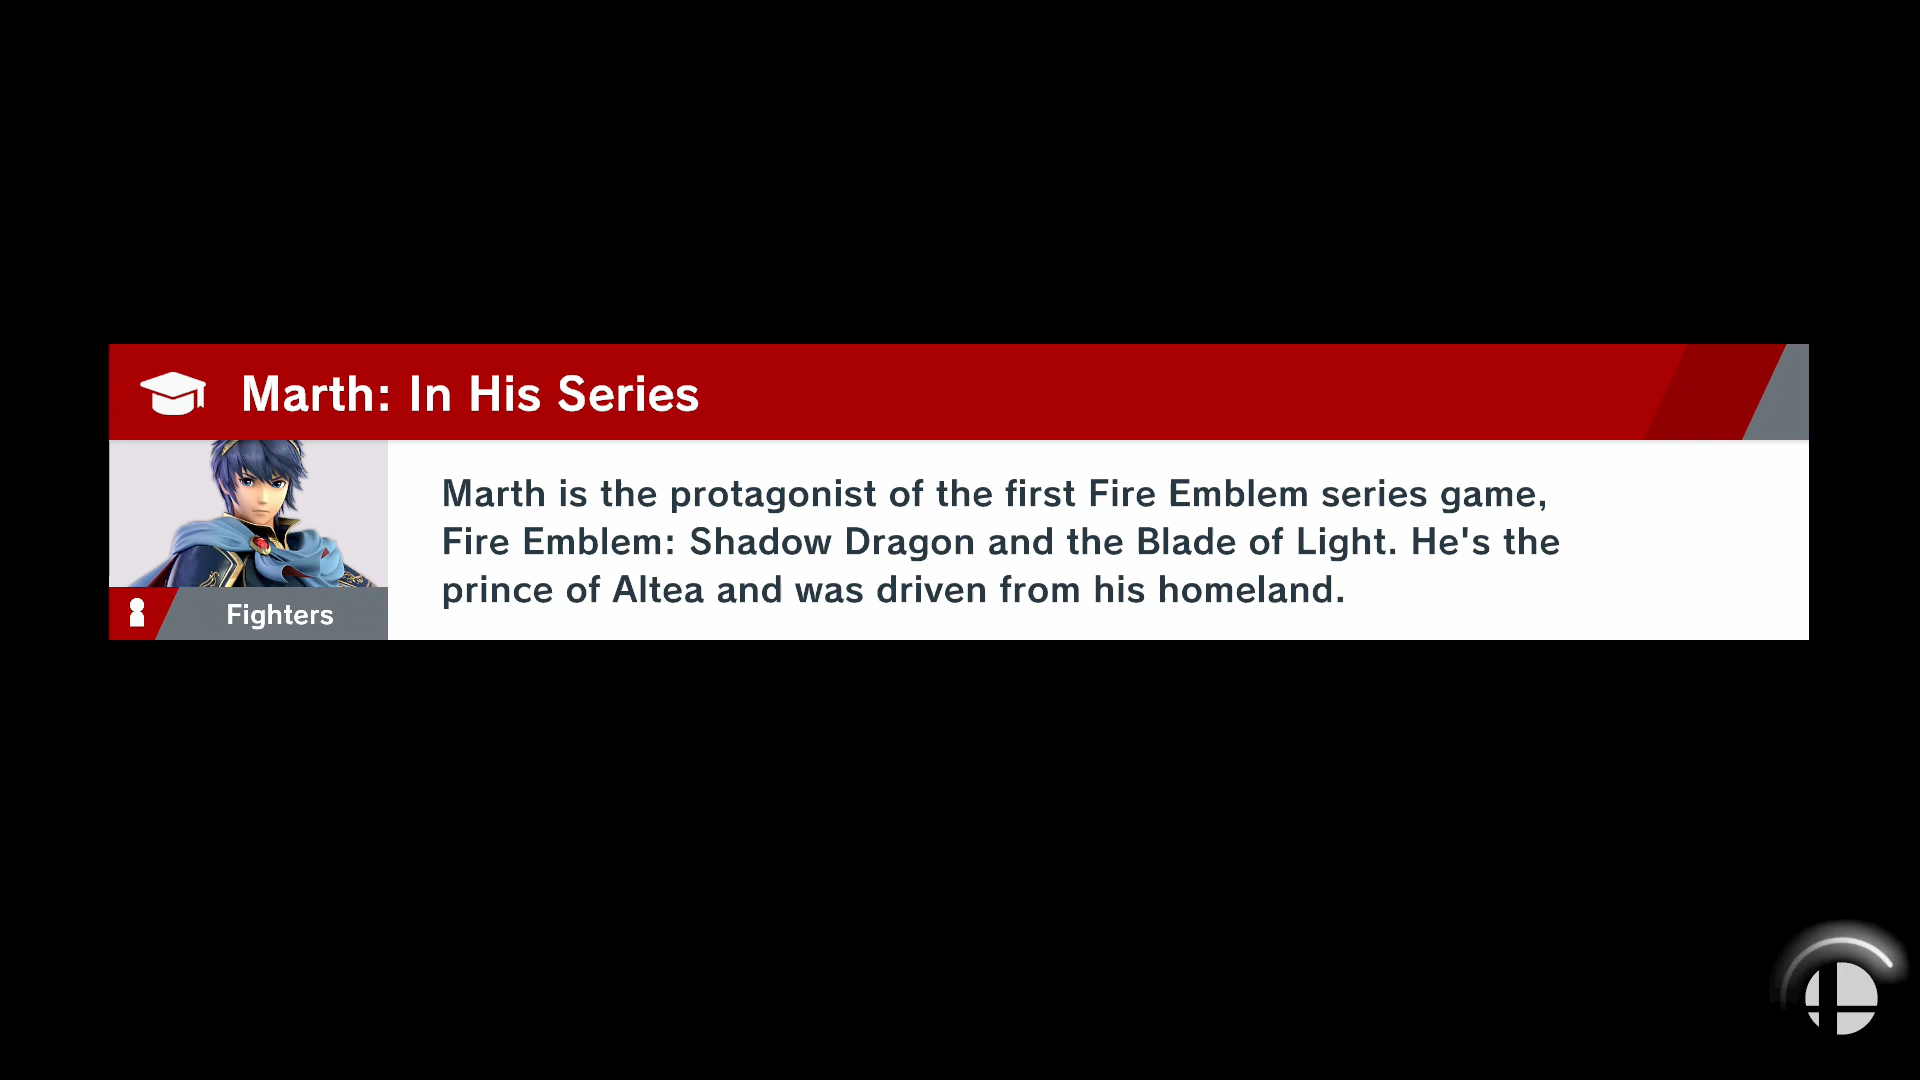 Marth: In His Series
Marth is the protagonist of the first Fire Emblem series game,
Fire Emblem: Shadow Dragon and the Blade of Light. He's the
prince of Altea and was driven from his homeland.
Fighters